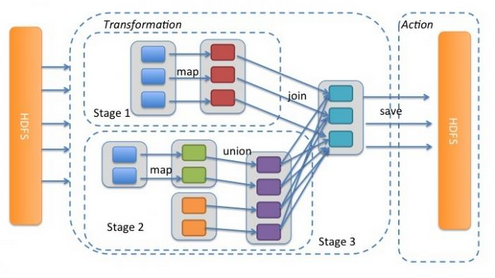 Transformation
Action
HDFS
map
join
Stage 1
save
HDFS
union
map
Stage 2
Stage 3